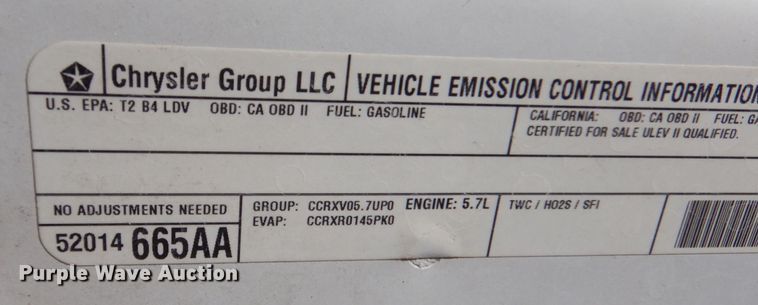 Chrysler Group LLC VEHICLE EMISSION CONTROL INFORMATION
U.S. EPA: T2 B4 LDV OBD: CA OBD II FUEL: GASOLINE
CALIFORNIA: OBD: CA OBD II FUEL: GA
CERTIFIED FOR SALE ULEV II QUALIFIED.
NO ADJUSTMENTS NEEDED
52014 665AA
GROUP: CCRXV05.7UP0 ENGINE: 5.7L
EVAP: CCRXR0145PK0
TWC / HO2S / SFI
Purple Wave Auction